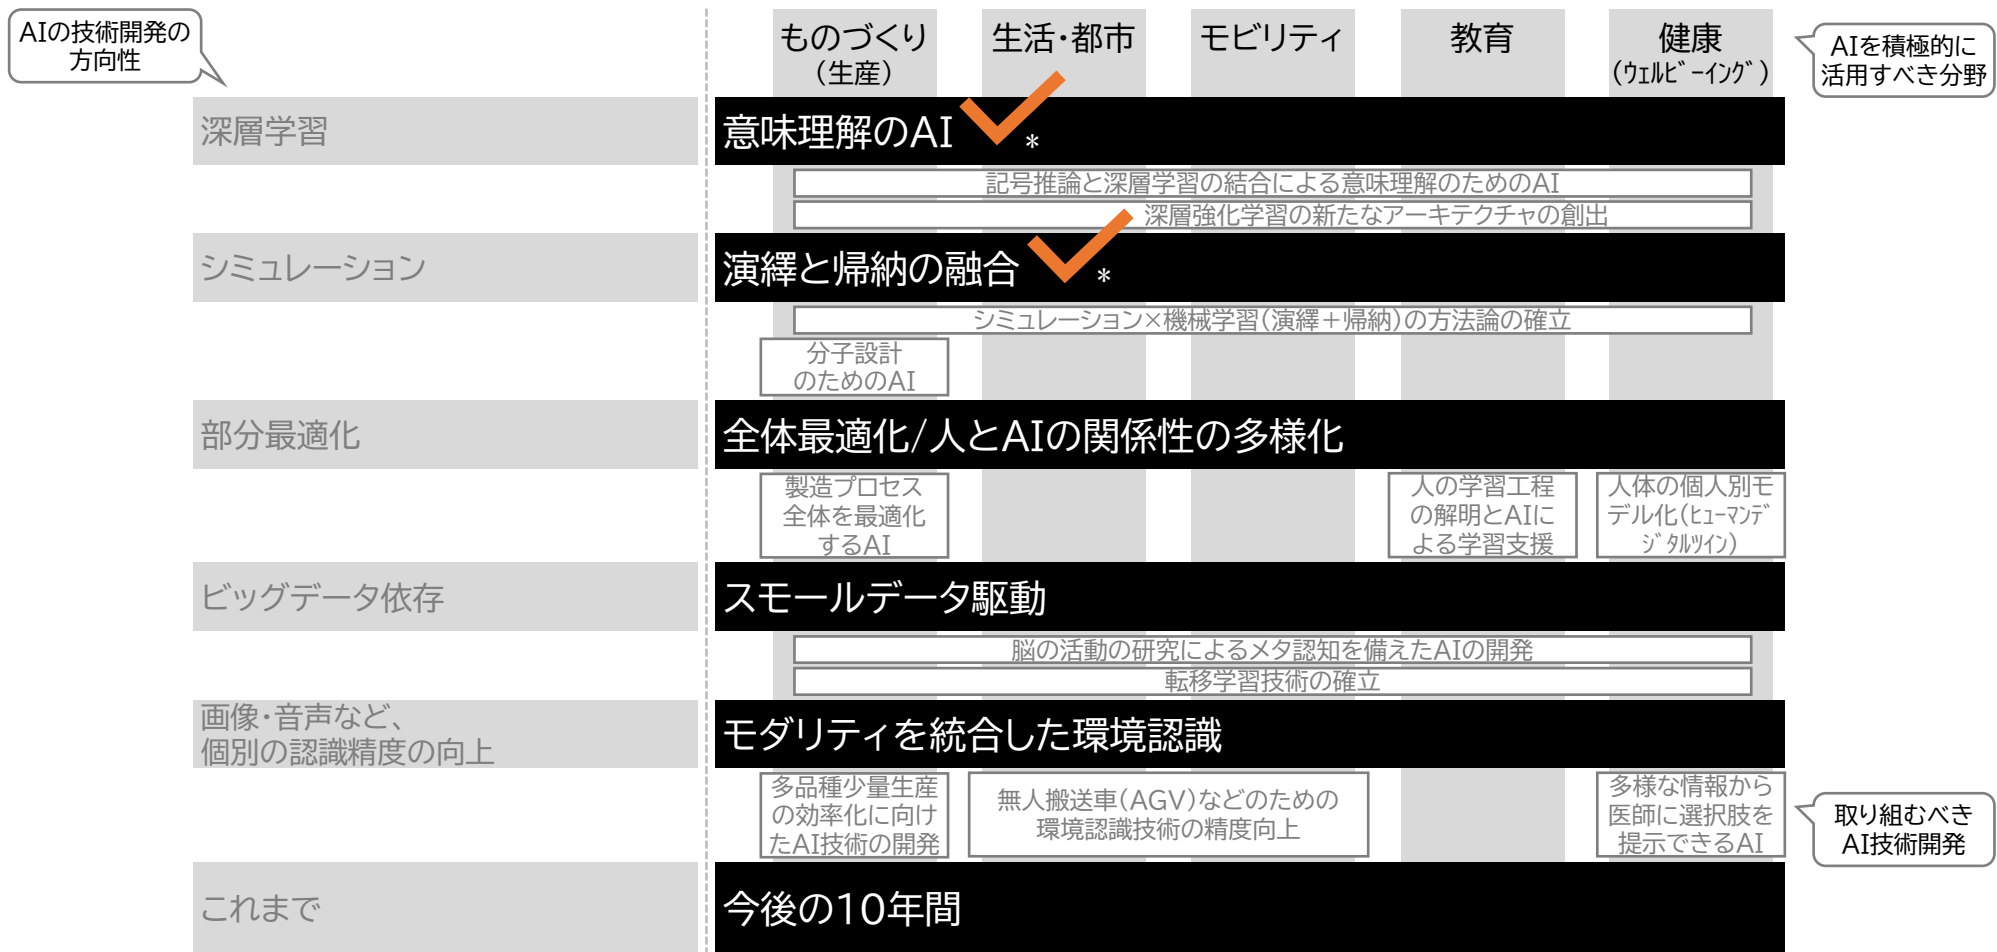 AIの技術開発の
方向性
ものづくり
（生産）
生活・都市
モビリティ
教育
健康
（ｳｪﾙﾋﾞｰｲﾝｸﾞ）
AIを積極的に
活用すべき分野
深層学習
意味理解のAI
*
記号推論と深層学習の結合による意味理解のためのAI
深層強化学習の新たなアーキテクチャの創出
シミュレーション
演繹と帰納の融合
*
シミュレーション×機械学習（演繹＋帰納）の方法論の確立
分子設計
のためのAI
部分最適化
全体最適化/人とAIの関係性の多様化
製造プロセス
全体を最適化
するAI
人の学習工程
の解明とAIに
よる学習支援
人体の個人別モ
デル化（ﾋｭｰﾏﾝﾃﾞ
ｼﾞﾀﾙﾂｲﾝ）
ビッグデータ依存
スモールデータ駆動
脳の活動の研究によるメタ認知を備えたAIの開発
転移学習技術の確立
画像・音声など、
個別の認識精度の向上
モダリティを統合した環境認識
多品種少量生産
の効率化に向け
たAI技術の開発
無人搬送車（AGV）などのための
環境認識技術の精度向上
多様な情報から
医師に選択肢を
提示できるAI
取り組むべき
AI技術開発
これまで
今後の10年間